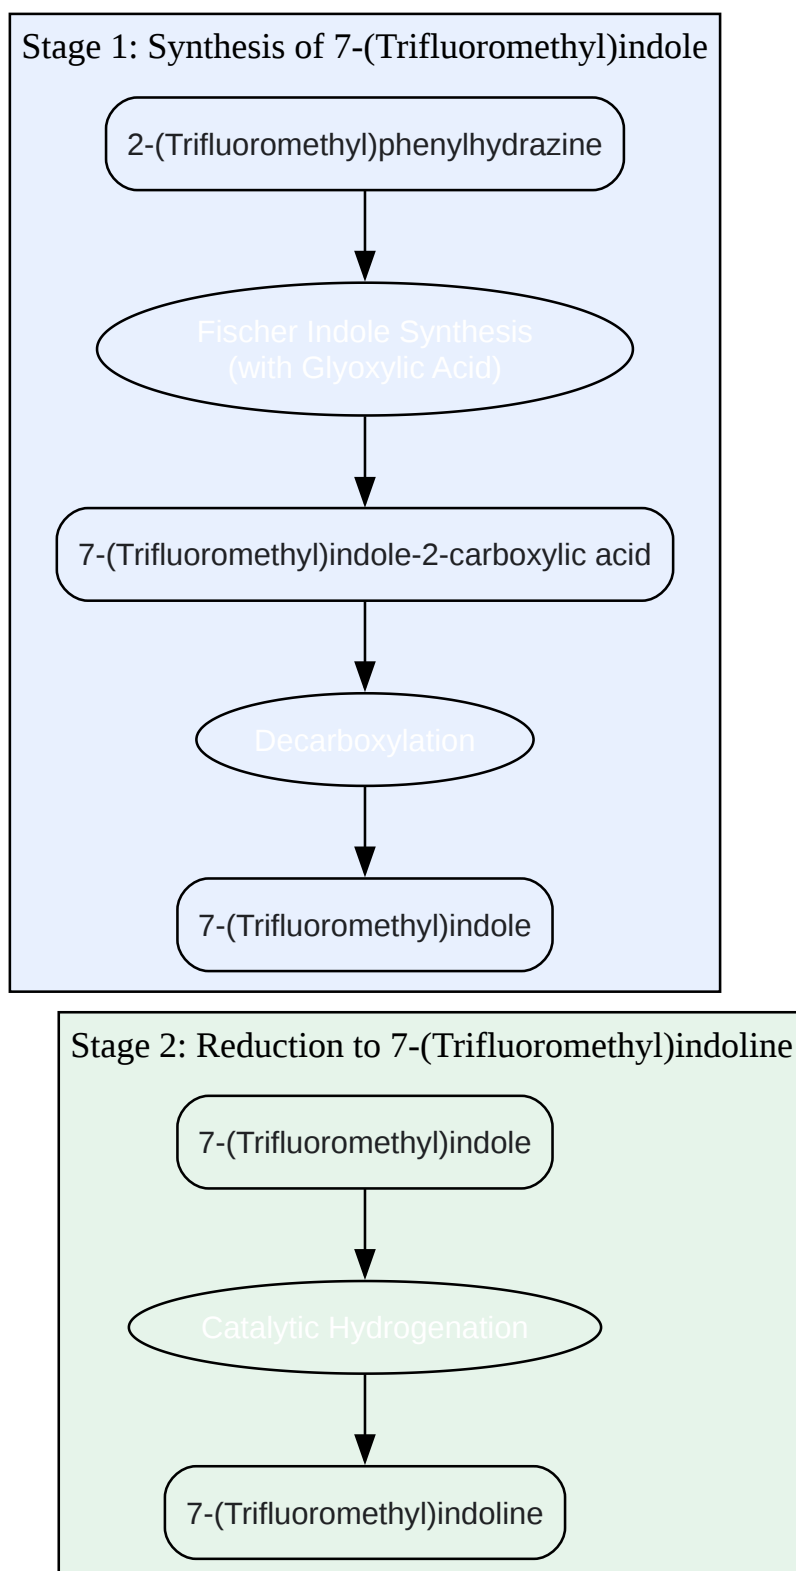 Stage 1: Synthesis of 7-(Trifluoromethyl)indole
2-(Trifluoromethyl)phenylhydrazine
Fischer Indole Synthesis
(with Glyoxylic Acid)
7-(Trifluoromethyl)indole-2-carboxylic acid
Decarboxylation
7-(Trifluoromethyl)indole
Stage 2: Reduction to 7-(Trifluoromethyl)indoline
7-(Trifluoromethyl)indole
Catalytic Hydrogenation
7-(Trifluoromethyl)indoline